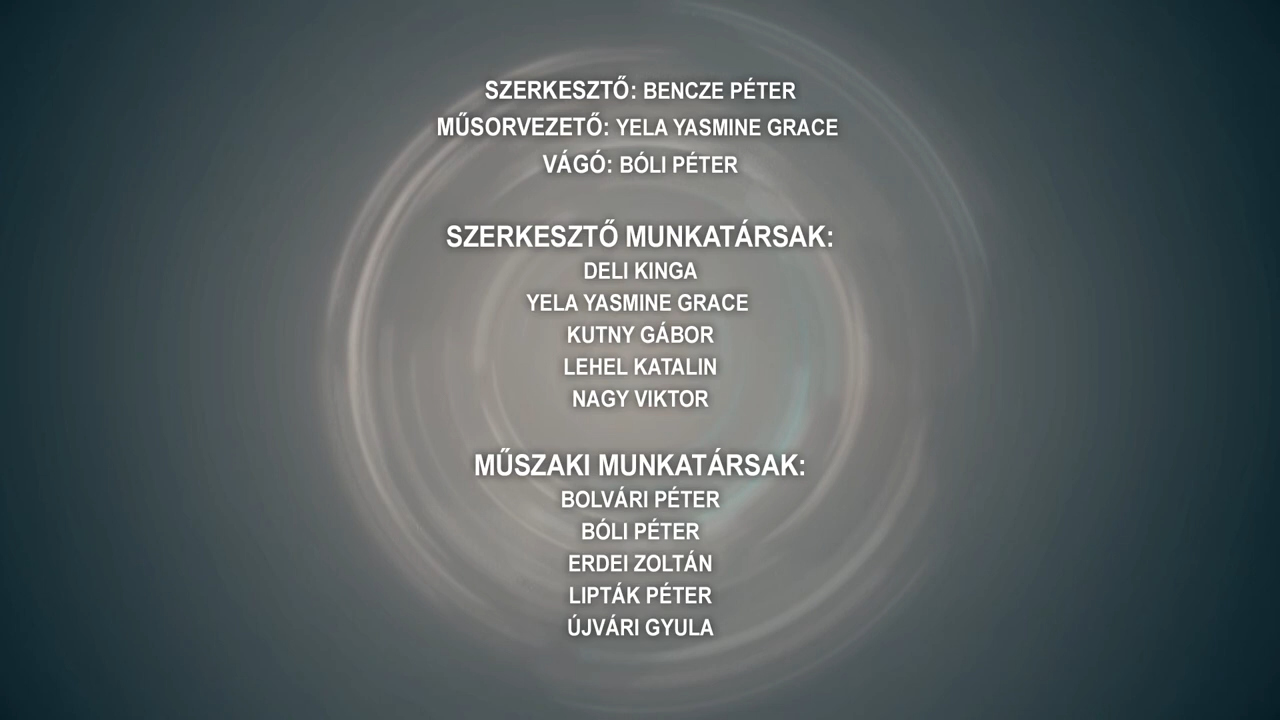 SZERKESZTŐ: BENCZE PÉTER
MŰSORVEZETŐ: YELA YASMINE GRACE
VÁGÓ: BÓLI PÉTER
SZERKESZTŐ MUNKATÁRSAK:
DELI KINGA
YELA YASMINE GRACE
KUTNY GÁBOR
LEHEL KATALIN
NAGY VIKTOR
MŰSZAKI MUNKATÁRSAK:
BOLVÁRI PÉTER
BÓLI PÉTER
ERDEI ZOLTÁN
LIPTÁK PÉTER
ÚJVÁRI GYULA